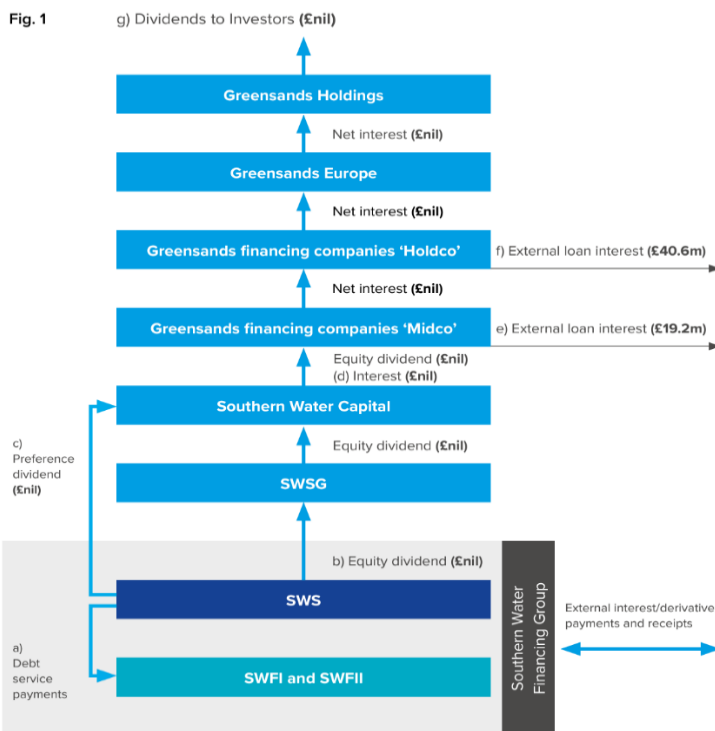 Fig. 1
g) Dividends to Investors (£nil)
Greensands Holdings
Net interest (£nil)
Greensands Europe
Net interest (£nil)
Greensands financing companies ‘Holdco’
f) External loan interest (£40.6m)
Net interest (£nil)
Greensands financing companies ‘Midco’
e) External loan interest (£19.2m)
Equity dividend (£nil)
(d) Interest (£nil)
Southern Water Capital
c)
Preference
dividend
(£nil)
Equity dividend (£nil)
SWSG
b) Equity dividend (£nil)
SWS
a)
Debt
service
payments
SWFI and SWFII
Southern Water
Financing Group
External interest/derivative
payments and receipts